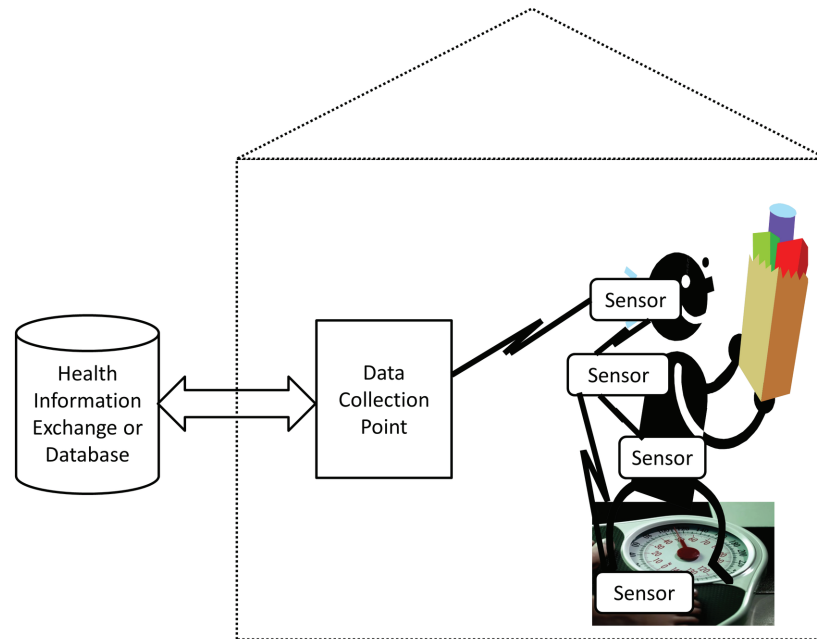 Health
Information
Exchange or
Database
Data
Collection
Point
Sensor
Sensor
Sensor
Sensor